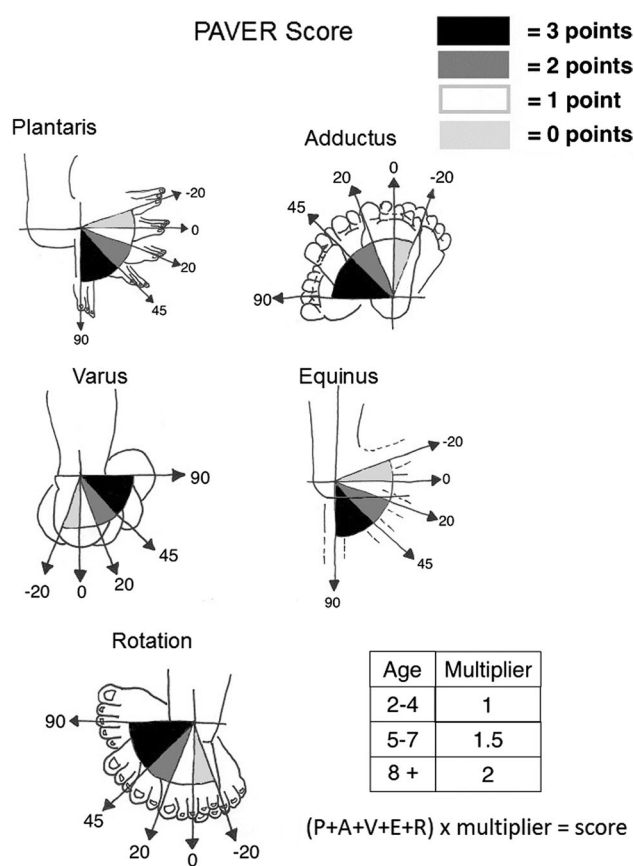 PAVER Score
= 3 points
= 2 points
= 1 point
= 0 points
Plantaris
-20
0
20
45
90
Adductus
0
20
-20
45
90
Varus
90
45
20
0
-20
Equinus
-20
0
20
45
90
Rotation
90
45
20
0
-20
Age Multiplier
2-4 1
5-7 1.5
8 + 2
(P+A+V+E+R) x multiplier = score